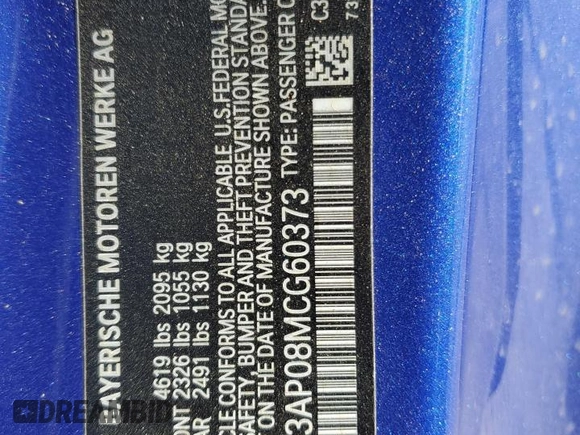 BAYERISCHE MOTOREN WERKE AG
4619 lbs 2095 kg
ONT 2326 lbs 1055 kg
AR 2491 lbs 1130 kg
CLE CONFORMS TO ALL APPLICABLE U.S. FEDERAL MO
SAFETY, BUMPER AND THEFT PREVENTION STANDA
ON THE DATE OF MANUFACTURE SHOWN ABOVE.
3AP08MCG60373 TYPE: PASSENGER C
C3
73
DREAMBID